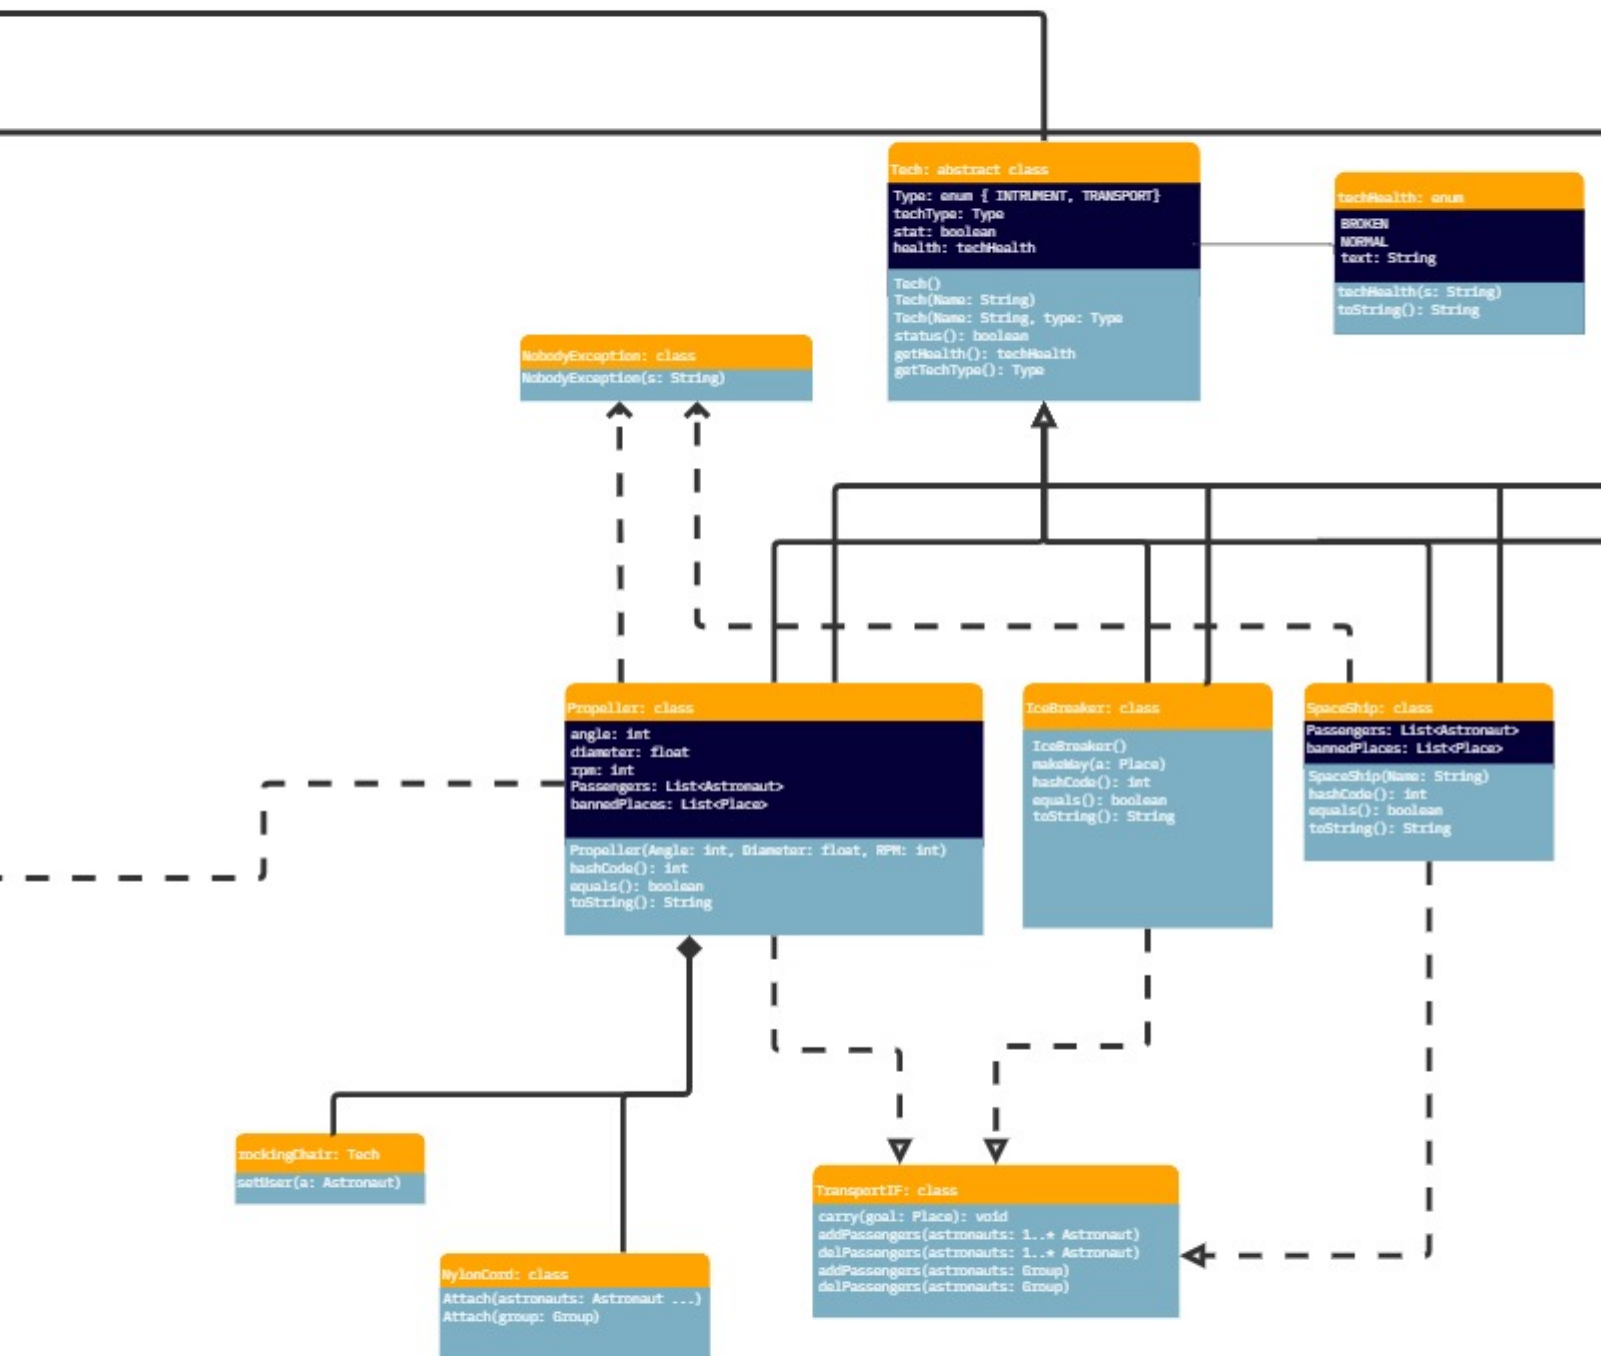 Tech: abstract class
Type: enum { INTRUMENT, TRANSPORT}
techType: Type
stat: boolean
health: techHealth
Tech()
Tech(Name: String)
Tech(Name: String, type: Type
status(): boolean
getHealth(): techHealth
getTechType(): Type
techHealth: enum
BROKEN
NORMAL
text: String
techHealth(s: String)
toString(): String
NobodyException: class
NobodyException(s: String)
Propeller: class
angle: int
diameter: float
rpm: int
Passengers: List<Astronaut>
bannedPlaces: List<Place>
Propeller(Angle: int, Diameter: float, RPM: int)
hashCode(): int
equals(): boolean
toString(): String
IceBreaker: class
IceBreaker()
makeWay(a: Place)
hashCode(): int
equals(): boolean
toString(): String
SpaceShip: class
Passengers: List<Astronaut>
bannedPlaces: List<Place>
SpaceShip(Name: String)
hashCode(): int
equals(): boolean
toString(): String
rockingChair: Tech
setUser(a: Astronaut)
NylonCord: class
Attach(astronauts: Astronaut ...)
Attach(group: Group)
TransportIF: class
carry(goal: Place): void
addPassengers(astronauts: 1..* Astronaut)
delPassengers(astronauts: 1..* Astronaut)
addPassengers(astronauts: Group)
delPassengers(astronauts: Group)